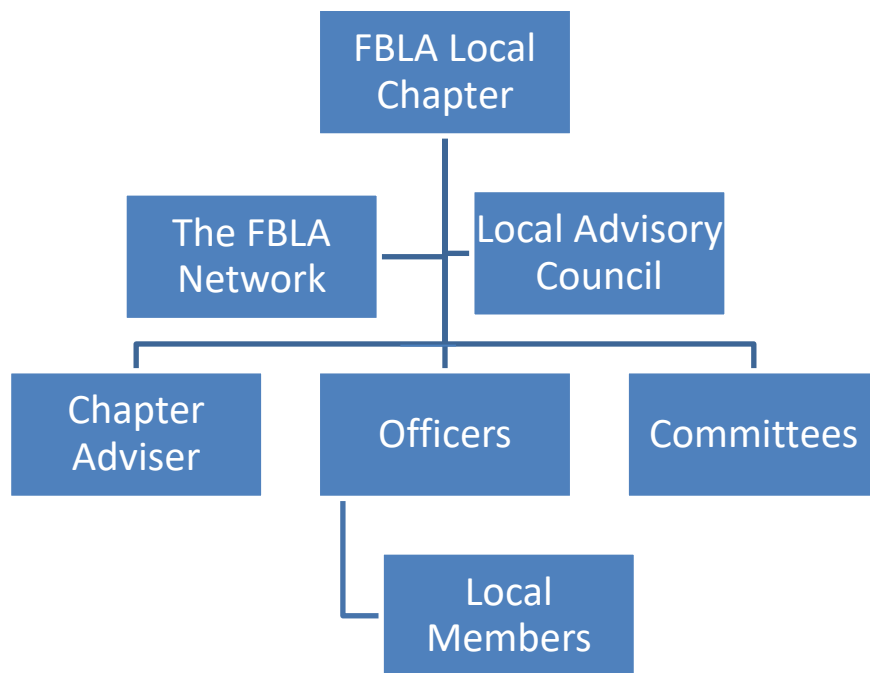 FBLA Local
Chapter
The FBLA
Network
Local Advisory
Council
Chapter
Adviser
Officers
Committees
Local
Members